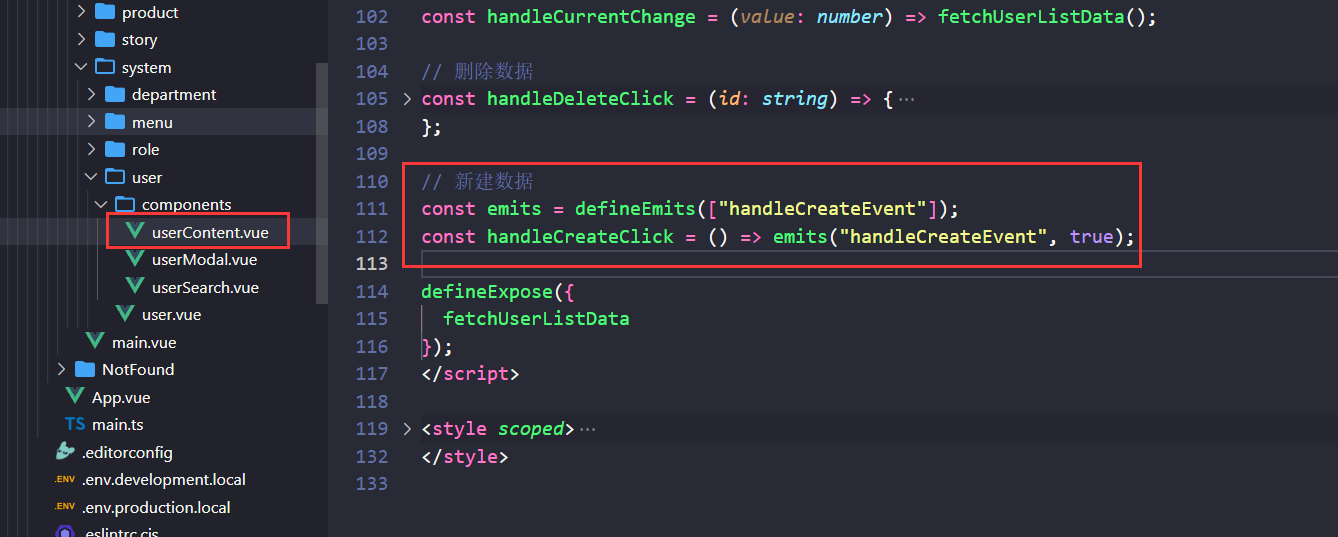 product
story
system
department
menu
role
user
components
userContent.vue
userModal.vue
userSearch.vue
user.vue
main.vue
NotFound
App.vue
TS main.ts
.editorconfig
.ENV .env.development.local
.ENV .env.production.local
.eslintrc.cjs
102 const handleCurrentChange = (value: number) => fetchUserListData();
103
104 // 删除数据
105 const handleDeleteClick = (id: string) => {…
108 };
109
110 // 新建数据
111 const emits = defineEmits(["handleCreateEvent"]);
112 const handleCreateClick = () => emits("handleCreateEvent", true);
113
114 defineExpose({
115 fetchUserListData
116 });
117 </script>
118
119 <style scoped>…
132 </style>
133